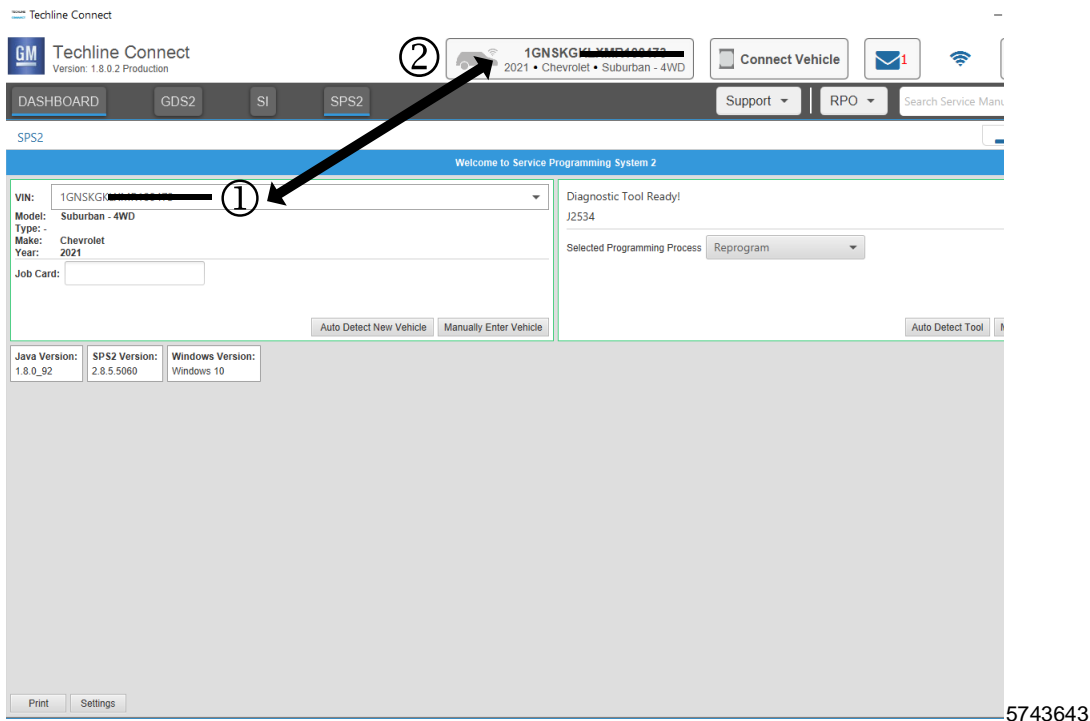 Techline Connect
GM
Techline Connect
Version: 1.8.0.2 Production
②
1GNSKGK
2021 • Chevrolet • Suburban - 4WD
Connect Vehicle
1
DASHBOARD GDS2 SI SPS2 Support RPO Search Service Manu
SPS2
Welcome to Service Programming System 2
VIN: 1GNSKGK
①
Model: Suburban - 4WD
Type: -
Make: Chevrolet
Year: 2021
Job Card:
Auto Detect New Vehicle Manually Enter Vehicle
Diagnostic Tool Ready!
J2534
Selected Programming Process Reprogram
Auto Detect Tool
Java Version: SPS2 Version: Windows Version:
1.8.0_92 2.8.5.5060 Windows 10
Print Settings
5743643